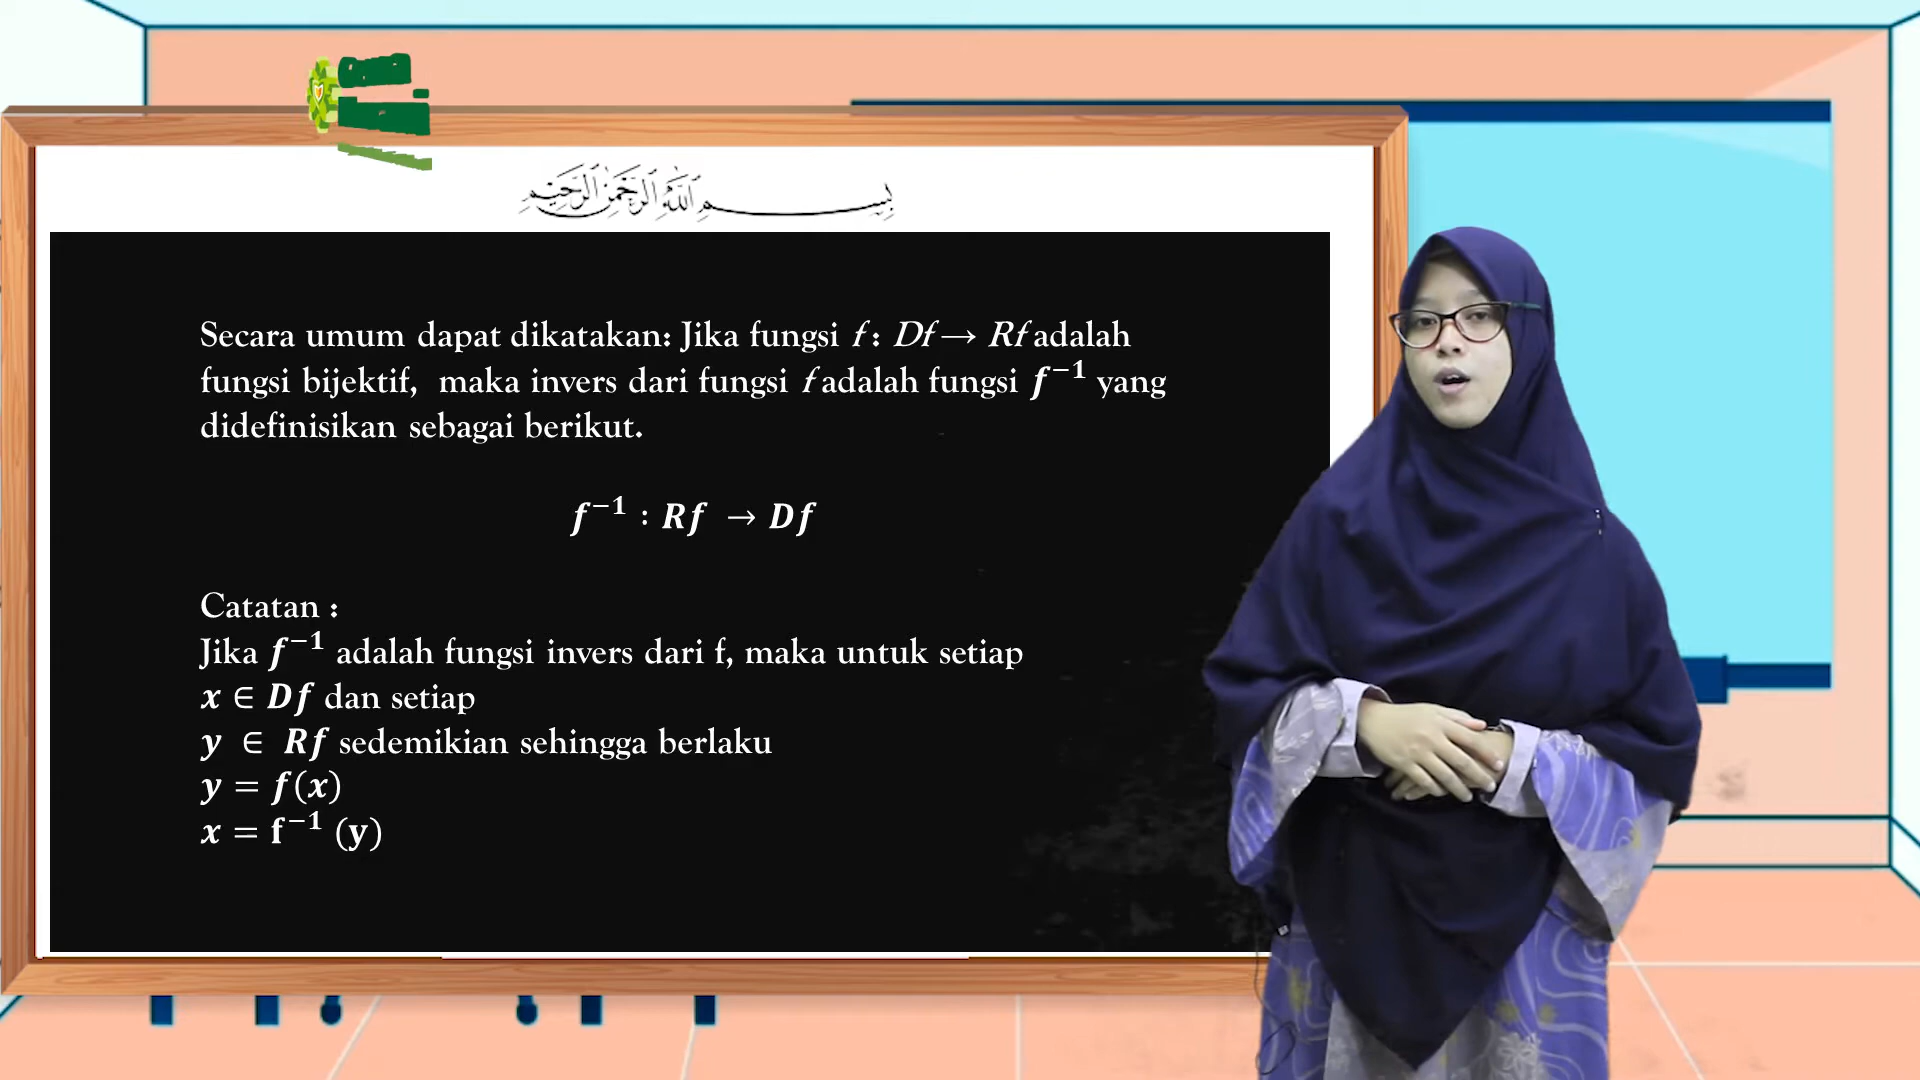 بِسْمِ اللَّهِ الرَّحْمَنِ الرَّحِيمِ
Secara umum dapat dikatakan: Jika fungsi f : Df → Rf adalah
fungsi bijektif, maka invers dari fungsi f adalah fungsi f⁻¹ yang
didefinisikan sebagai berikut.
f⁻¹ : Rf → Df
Catatan :
Jika f⁻¹ adalah fungsi invers dari f, maka untuk setiap
x ∈ Df dan setiap
y ∈ Rf sedemikian sehingga berlaku
y = f(x)
x = f⁻¹ (y)